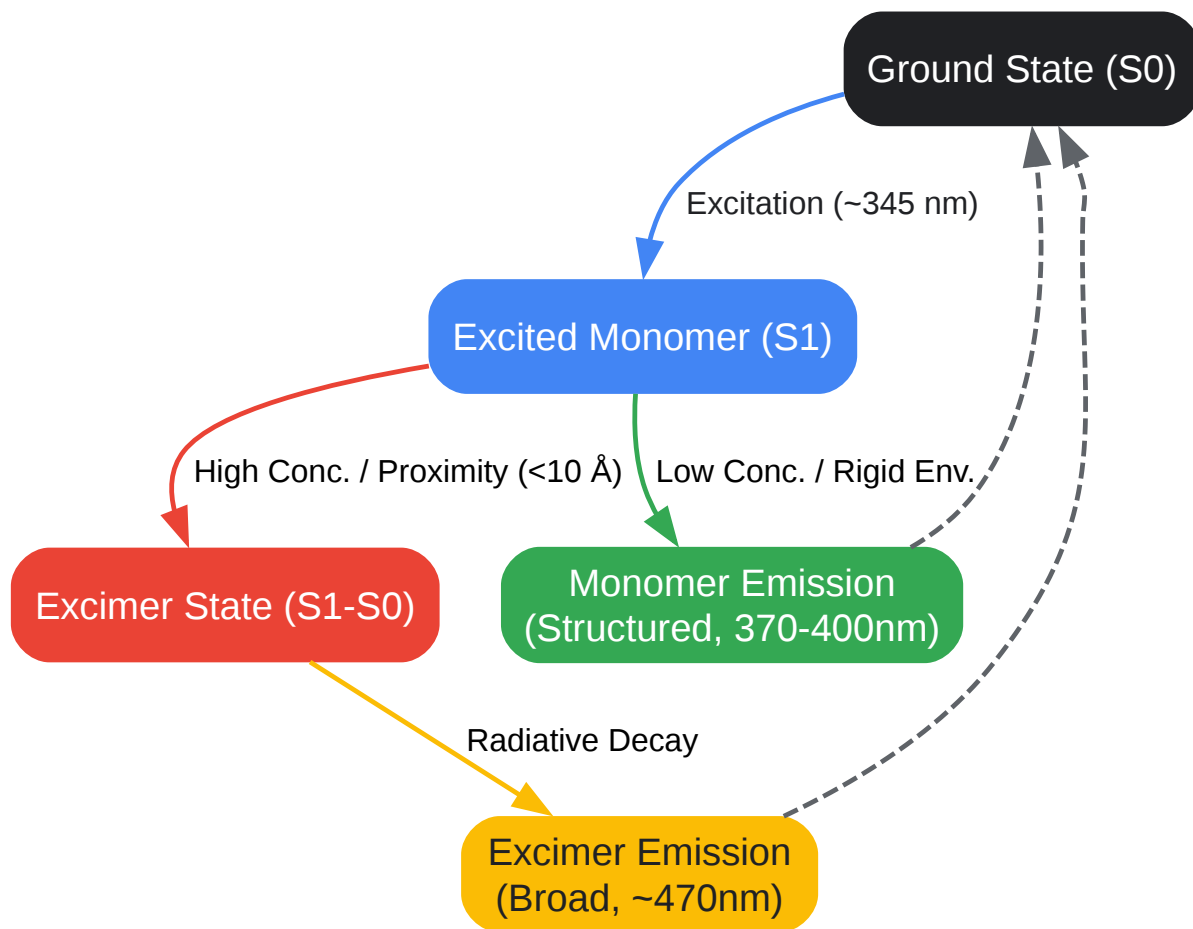 Ground State (S0)
Excitation (~345 nm)
Excited Monomer (S1)
High Conc. / Proximity (<10 Å)
Low Conc. / Rigid Env.
Excimer State (S1-S0)
Monomer Emission
(Structured, 370-400nm)
Radiative Decay
Excimer Emission
(Broad, ~470nm)